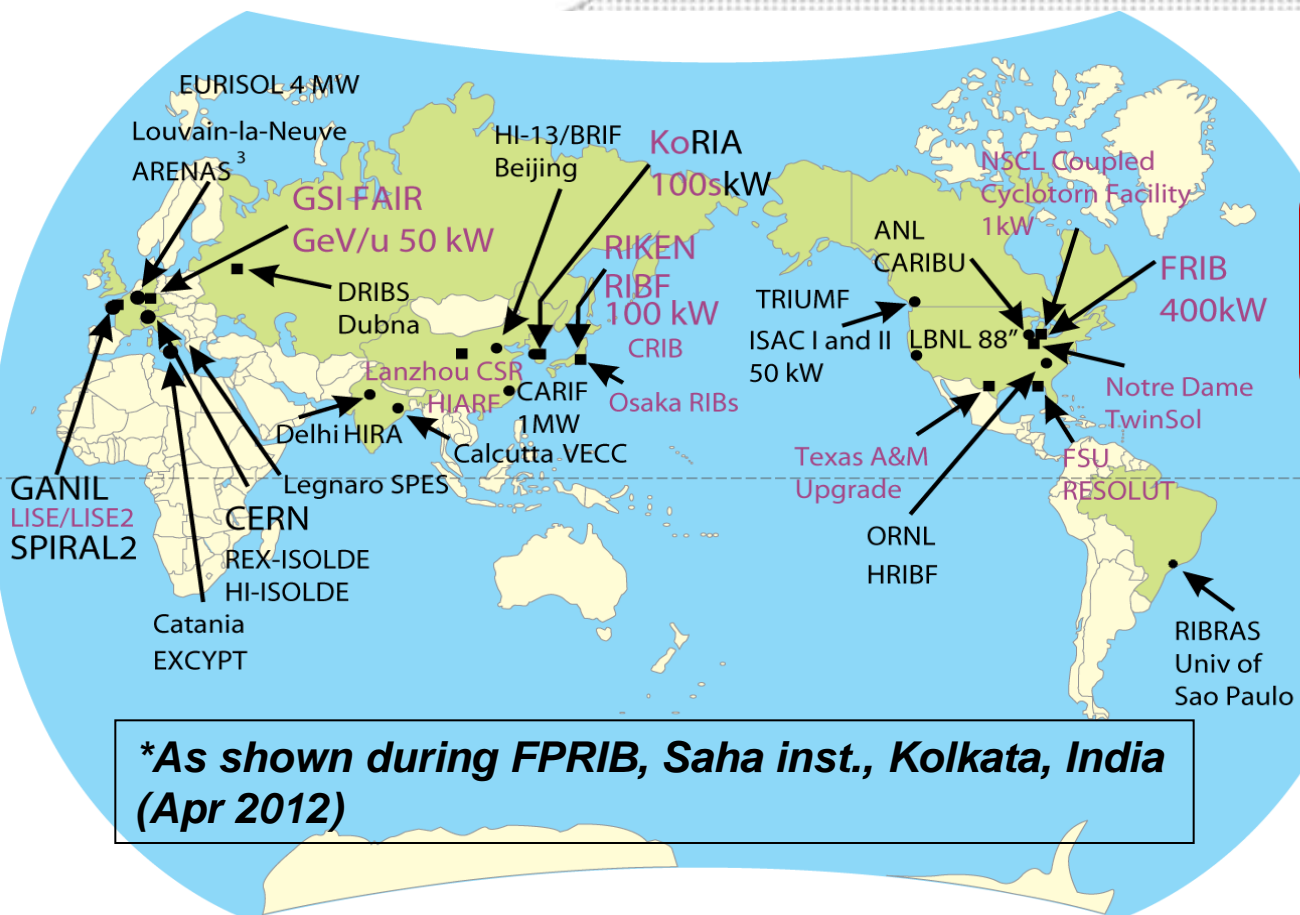 EURISOL 4 MW
Louvain-la-Neuve
ARENAS 3
GSI FAIR
GeV/u 50 kW
DRIBS
Dubna
HI-13/BRIF
Beijing
KoRIA
100skW
RIKEN
RIBF
100 kW
CRIB
Lanzhou CSR
HIARF
CARIF
1MW
Osaka RIBs
Delhi HIRA
Calcutta VECC
Legnaro SPES
GANIL
LISE/LISE2
SPIRAL2
CERN
REX-ISOLDE
HI-ISOLDE
Catania
EXCYPT
NSCL Coupled
Cyclotorn Facility
1kW
ANL
CARIBU
FRIB
400kW
TRIUMF
ISAC I and II
50 kW
LBNL 88”
Notre Dame
TwinSol
Texas A&M
Upgrade
FSU
RESOLUT
ORNL
HRIBF
RIBRAS
Univ of
Sao Paulo
*As shown during FPRIB, Saha inst., Kolkata, India
(Apr 2012)